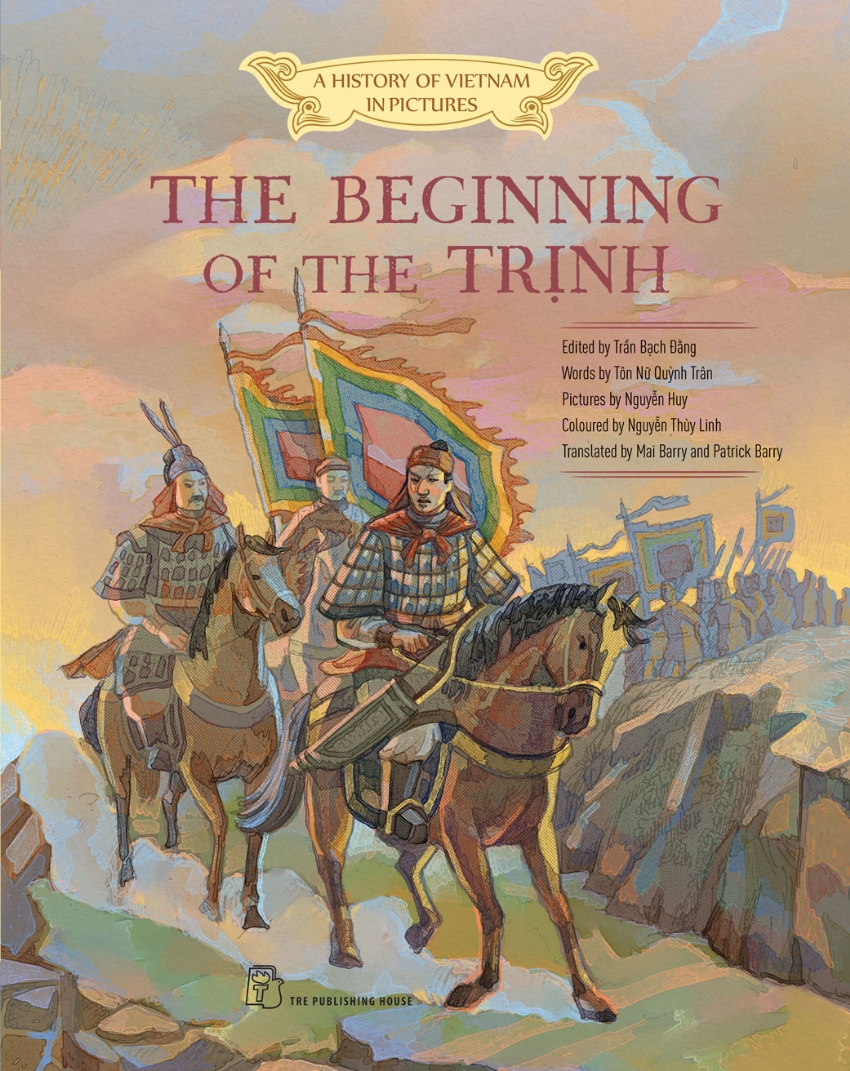 A HISTORY OF VIETNAM
IN PICTURES
THE BEGINNING
OF THE TRỊNH
Edited by Trần Bạch Đằng
Words by Tôn Nữ Quỳnh Trân
Pictures by Nguyễn Huy
Coloured by Nguyễn Thùy Linh
Translated by Mai Barry and Patrick Barry
TRE PUBLISHING HOUSE